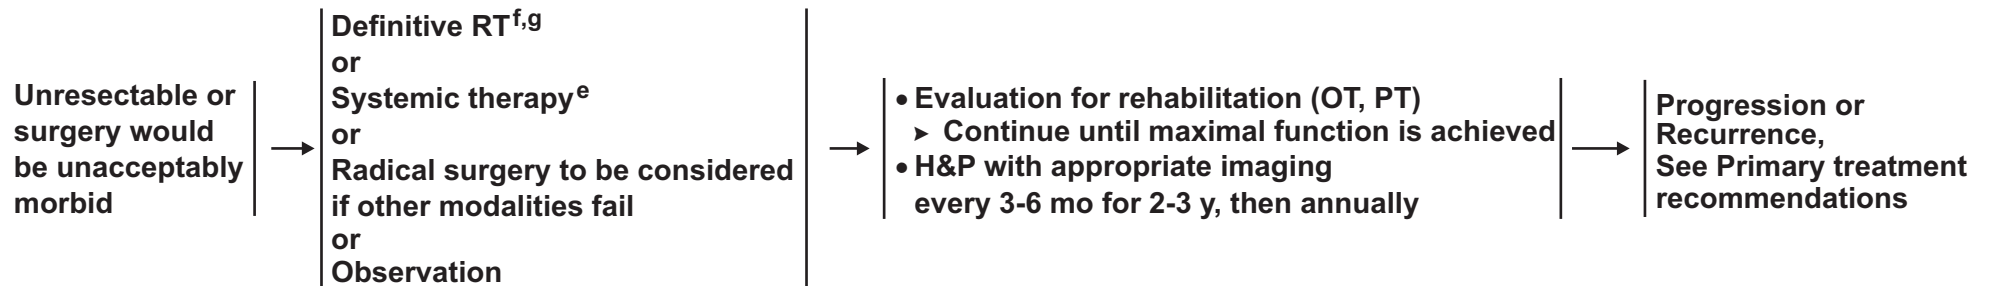 Unresectable or
surgery would
be unacceptably
morbid
Definitive RTf,g
or
Systemic therapye
or
Radical surgery to be considered
if other modalities fail
or
Observation
• Evaluation for rehabilitation (OT, PT)
➤ Continue until maximal function is achieved
• H&P with appropriate imaging
every 3-6 mo for 2-3 y, then annually
Progression or
Recurrence,
See Primary treatment
recommendations